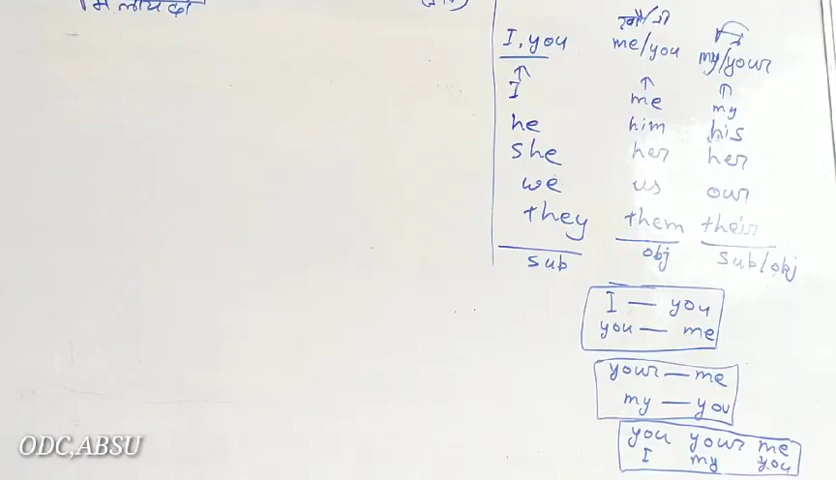 I, you me/you my/your
I me my
he him his
she her her
we us our
they them their
sub obj sub/obj
I — you
you — me
your — me
my — you
you your me
I my you
ODC,ABSU